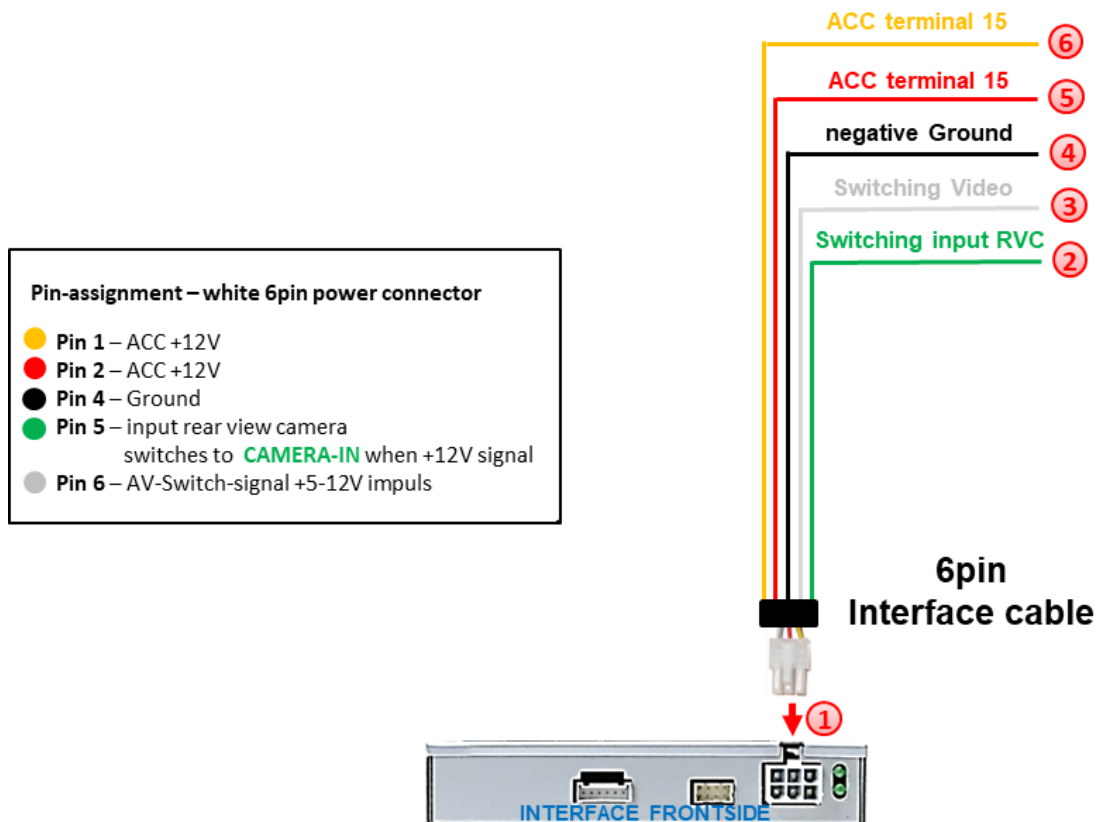 ACC terminal 15
6
ACC terminal 15
5
negative Ground
4
Switching Video
3
Switching input RVC
2
Pin-assignment – white 6pin power connector
Pin 1 – ACC +12V
Pin 2 – ACC +12V
Pin 4 – Ground
Pin 5 – input rear view camera
switches to CAMERA-IN when +12V signal
Pin 6 – AV-Switch-signal +5-12V impuls
6pin
Interface cable
1
INTERFACE FRONTSIDE